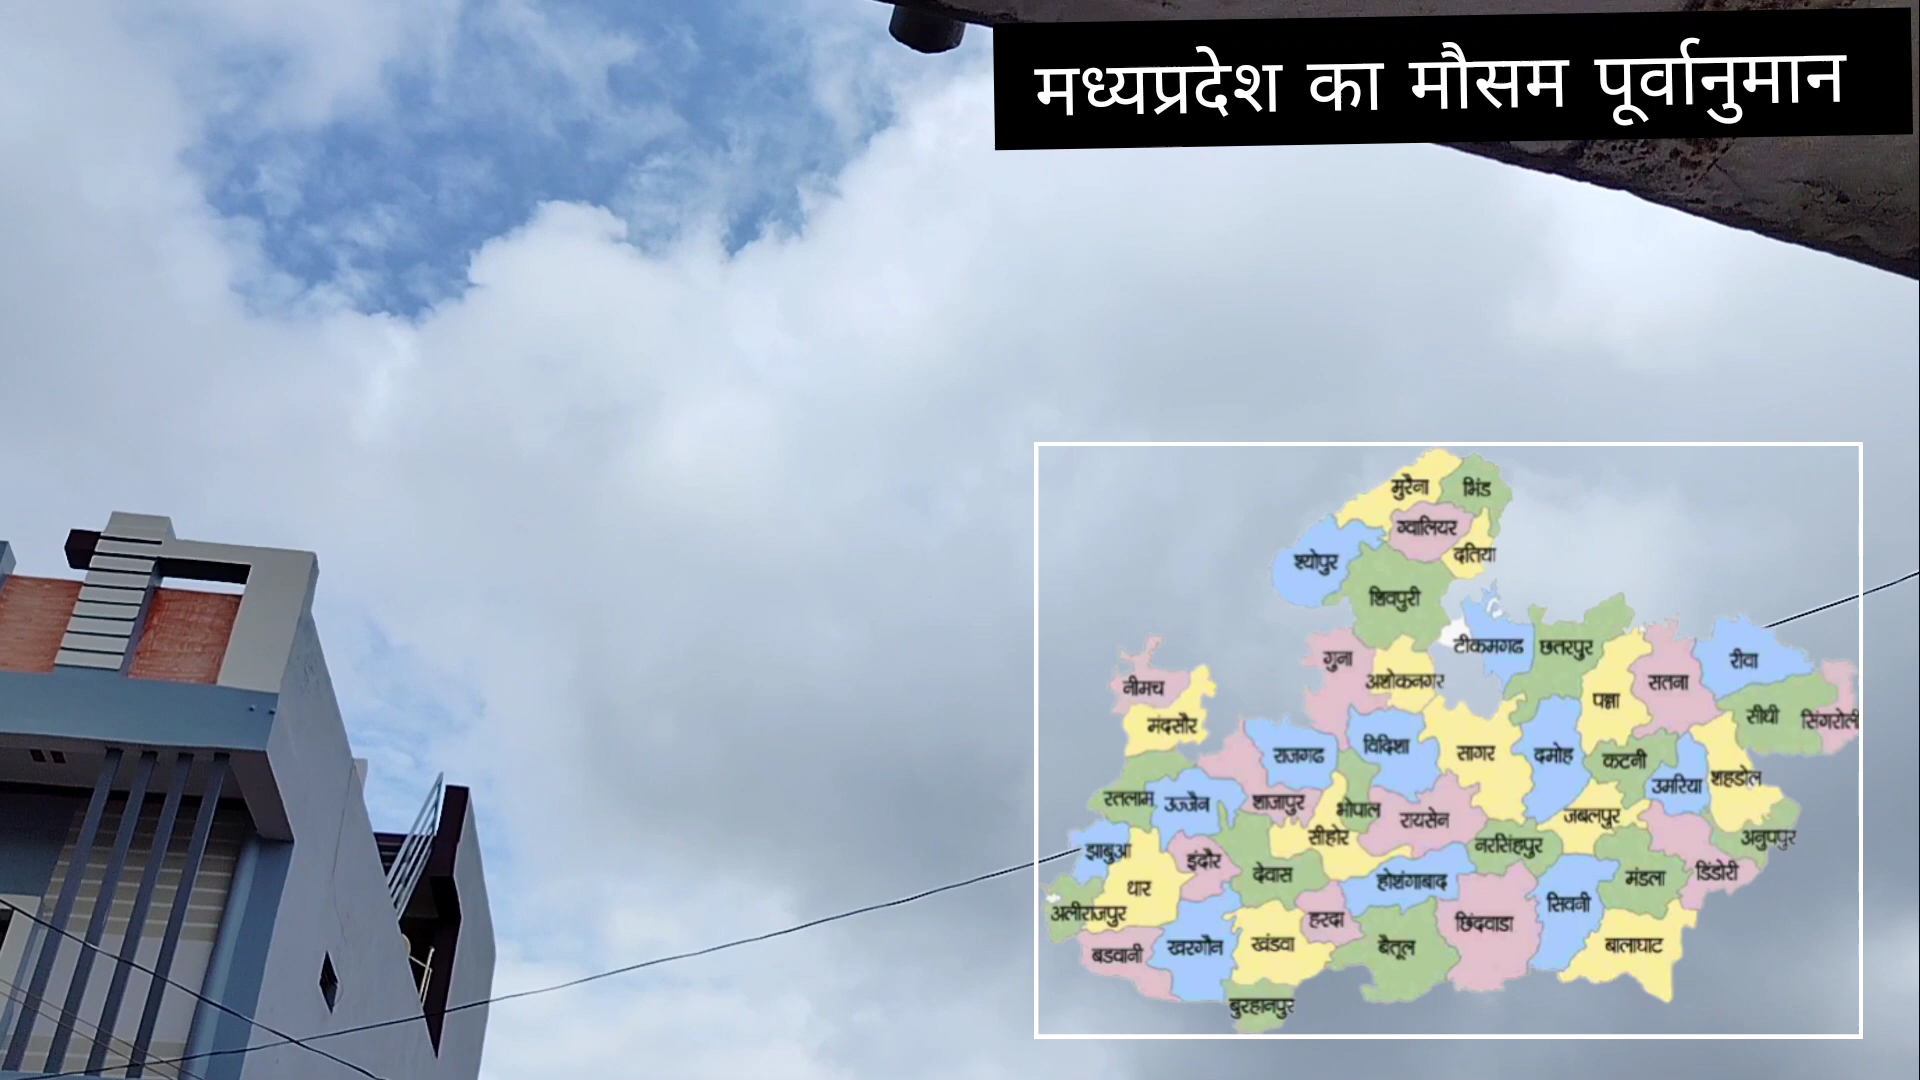 मध्यप्रदेश का मौसम पूर्वानुमान
मुरैना
भिंड
ग्वालियर
दतिया
श्योपुर
शिवपुरी
टीकमगढ
छतरपुर
रीवा
गुना
अशोकनगर
पन्ना
सतना
सीधी
सिंगरोली
नीमच
मंदसौर
राजगढ
विदिशा
सागर
दमोह
कटनी
उमरिया
शहडोल
रतलाम
उज्जैन
शाजापुर
भोपाल
रायसेन
जबलपुर
सीहोर
नरसिंहपुर
अनुपपुर
झाबुआ
इंदौर
देवास
होशंगाबाद
मंडला
डिंडोरी
धार
अलीराजपुर
हरदा
छिंदवाडा
सिवनी
बडवानी
खरगौन
खंडवा
बैतूल
बालाघाट
बुरहानपुर